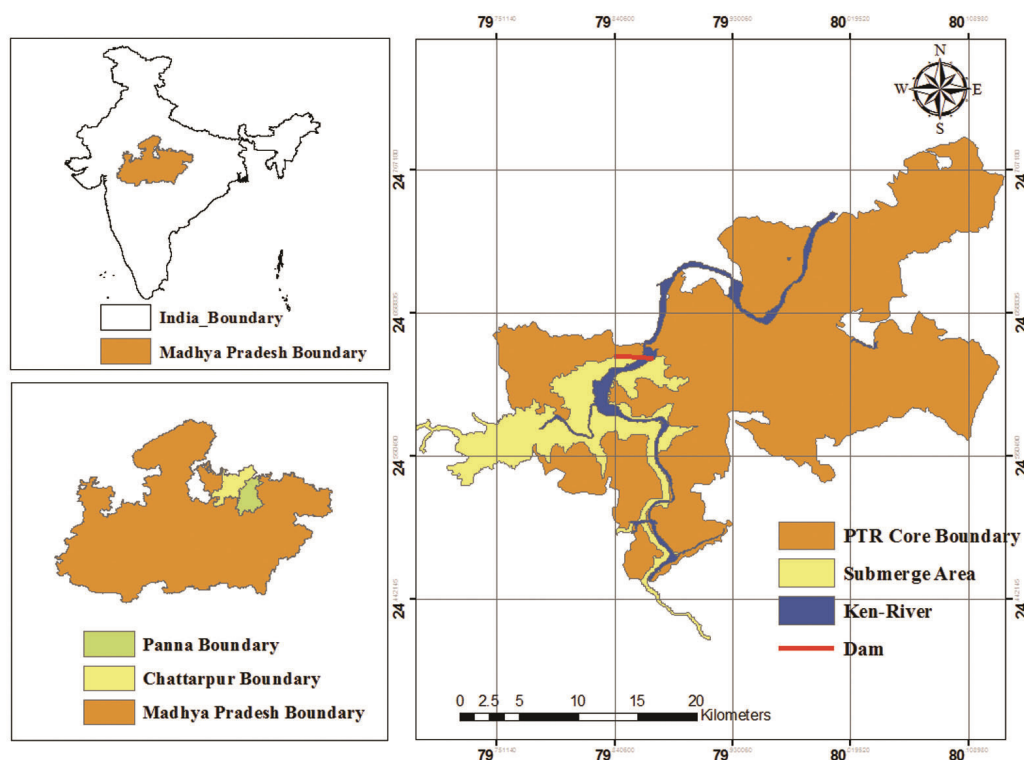 India_Boundary
Madhya Pradesh Boundary
Panna Boundary
Chattarpur Boundary
Madhya Pradesh Boundary
79 79 79 80 80
N
W E
S
24
24
24
24
24
24
24
24
PTR Core Boundary
Submerge Area
Ken-River
Dam
0 2.5 5 10 15 20
Kilometers
79 79 79 80 80